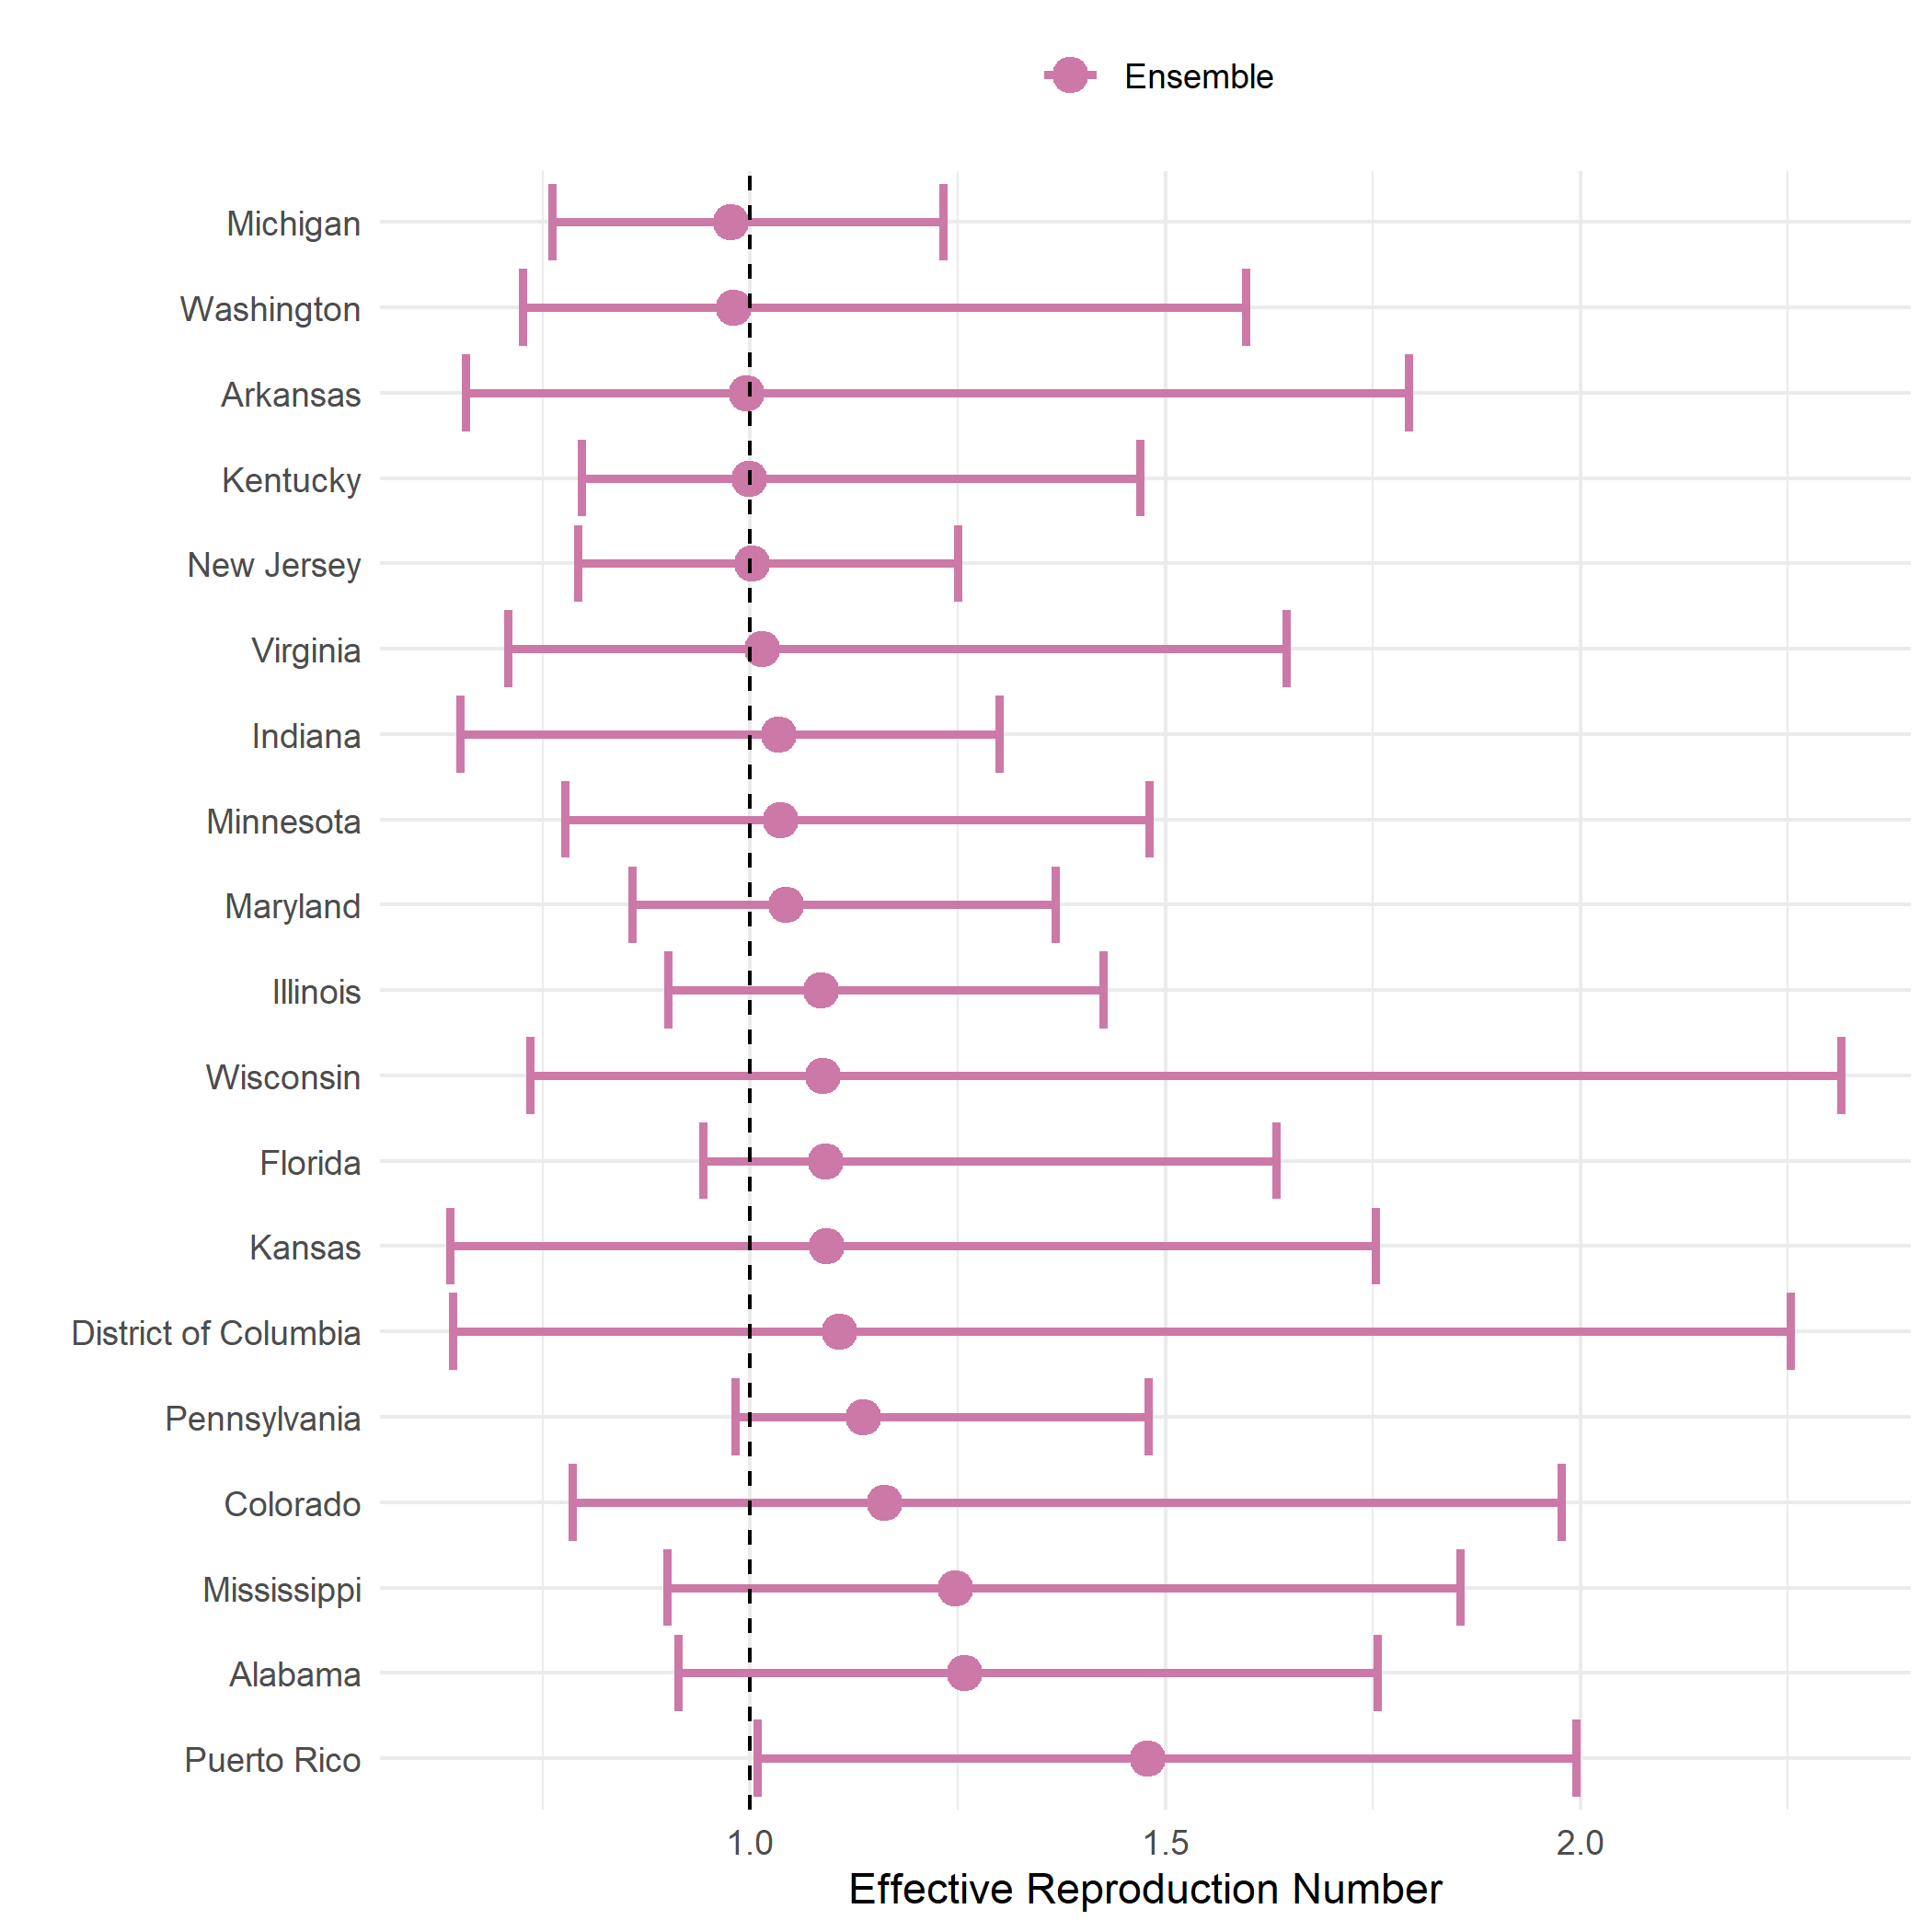 Ensemble
Michigan
Washington
Arkansas
Kentucky
New Jersey
Virginia
Indiana
Minnesota
Maryland
Illinois
Wisconsin
Florida
Kansas
District of Columbia
Pennsylvania
Colorado
Mississippi
Alabama
Puerto Rico
1.0 1.5 2.0
Effective Reproduction Number